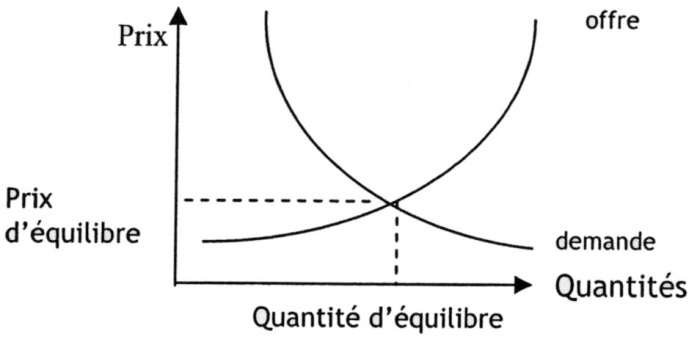 offre
Prix
Prix
d'équilibre
demande
Quantités
Quantité d'équilibre